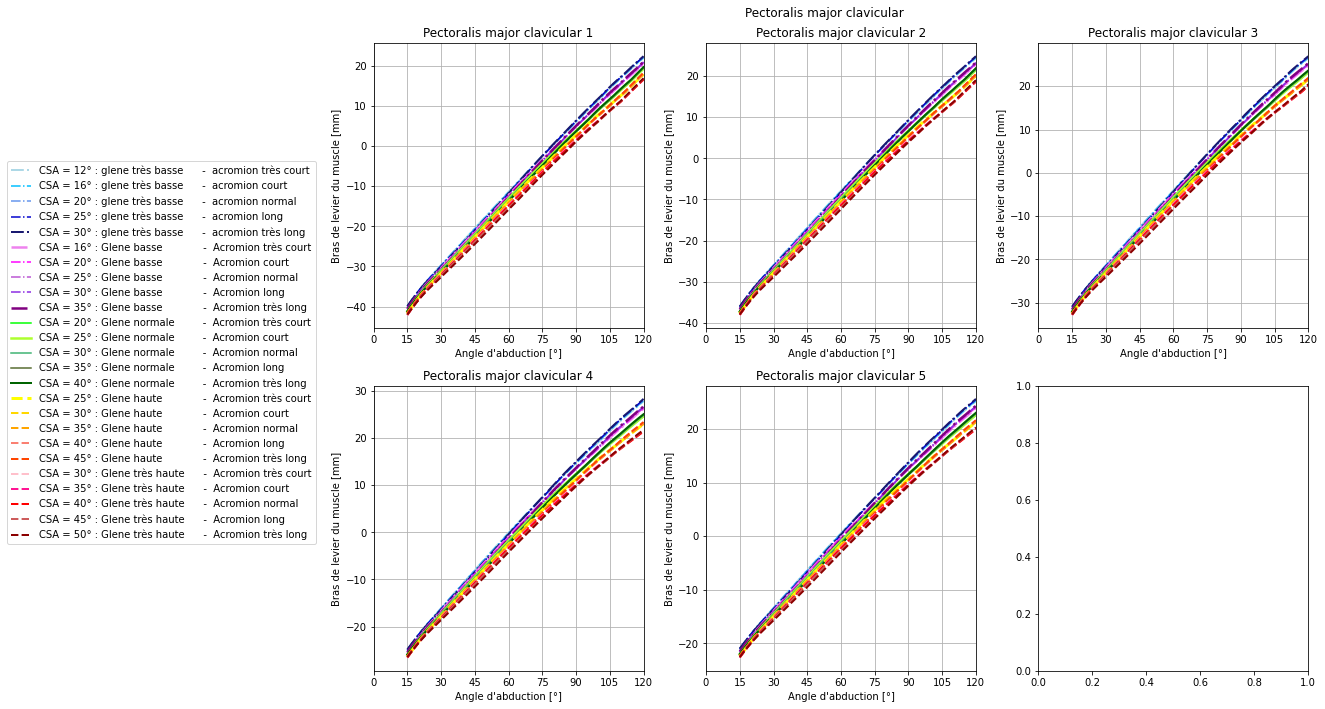 Pectoralis major clavicular
CSA = 12° : glene très basse - acromion très court
CSA = 16° : glene très basse - acromion court
CSA = 20° : glene très basse - acromion normal
CSA = 25° : glene très basse - acromion long
CSA = 30° : glene très basse - acromion très long
CSA = 16° : Glene basse - Acromion très court
CSA = 20° : Glene basse - Acromion court
CSA = 25° : Glene basse - Acromion normal
CSA = 30° : Glene basse - Acromion long
CSA = 35° : Glene basse - Acromion très long
CSA = 20° : Glene normale - Acromion très court
CSA = 25° : Glene normale - Acromion court
CSA = 30° : Glene normale - Acromion normal
CSA = 35° : Glene normale - Acromion long
CSA = 40° : Glene normale - Acromion très long
CSA = 25° : Glene haute - Acromion très court
CSA = 30° : Glene haute - Acromion court
CSA = 35° : Glene haute - Acromion normal
CSA = 40° : Glene haute - Acromion long
CSA = 45° : Glene haute - Acromion très long
CSA = 30° : Glene très haute - Acromion très court
CSA = 35° : Glene très haute - Acromion court
CSA = 40° : Glene très haute - Acromion normal
CSA = 45° : Glene très haute - Acromion long
CSA = 50° : Glene très haute - Acromion très long
Pectoralis major clavicular 1
Bras de levier du muscle [mm]
20
10
0
−10
−20
−30
−40
0 15 30 45 60 75 90 105 120
Angle d'abduction [°]
Pectoralis major clavicular 2
Bras de levier du muscle [mm]
20
10
0
−10
−20
−30
−40
0 15 30 45 60 75 90 105 120
Angle d'abduction [°]
Pectoralis major clavicular 3
Bras de levier du muscle [mm]
20
10
0
−10
−20
−30
0 15 30 45 60 75 90 105 120
Angle d'abduction [°]
Pectoralis major clavicular 4
Bras de levier du muscle [mm]
30
20
10
0
−10
−20
0 15 30 45 60 75 90 105 120
Angle d'abduction [°]
Pectoralis major clavicular 5
Bras de levier du muscle [mm]
20
10
0
−10
−20
0 15 30 45 60 75 90 105 120
Angle d'abduction [°]
1.0
0.8
0.6
0.4
0.2
0.0
0.0 0.2 0.4 0.6 0.8 1.0